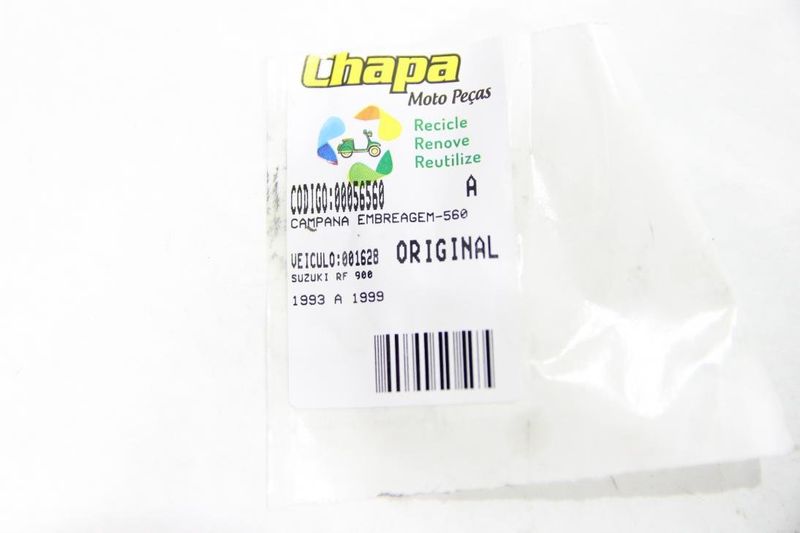 Chapa
Moto Peças
Recicle
Renove
Reutilize
CODIGO:00056560 A
CAMPANA EMBREAGEM-560
VEICULO:001628 ORIGINAL
SUZUKI RF 900
1993 A 1999